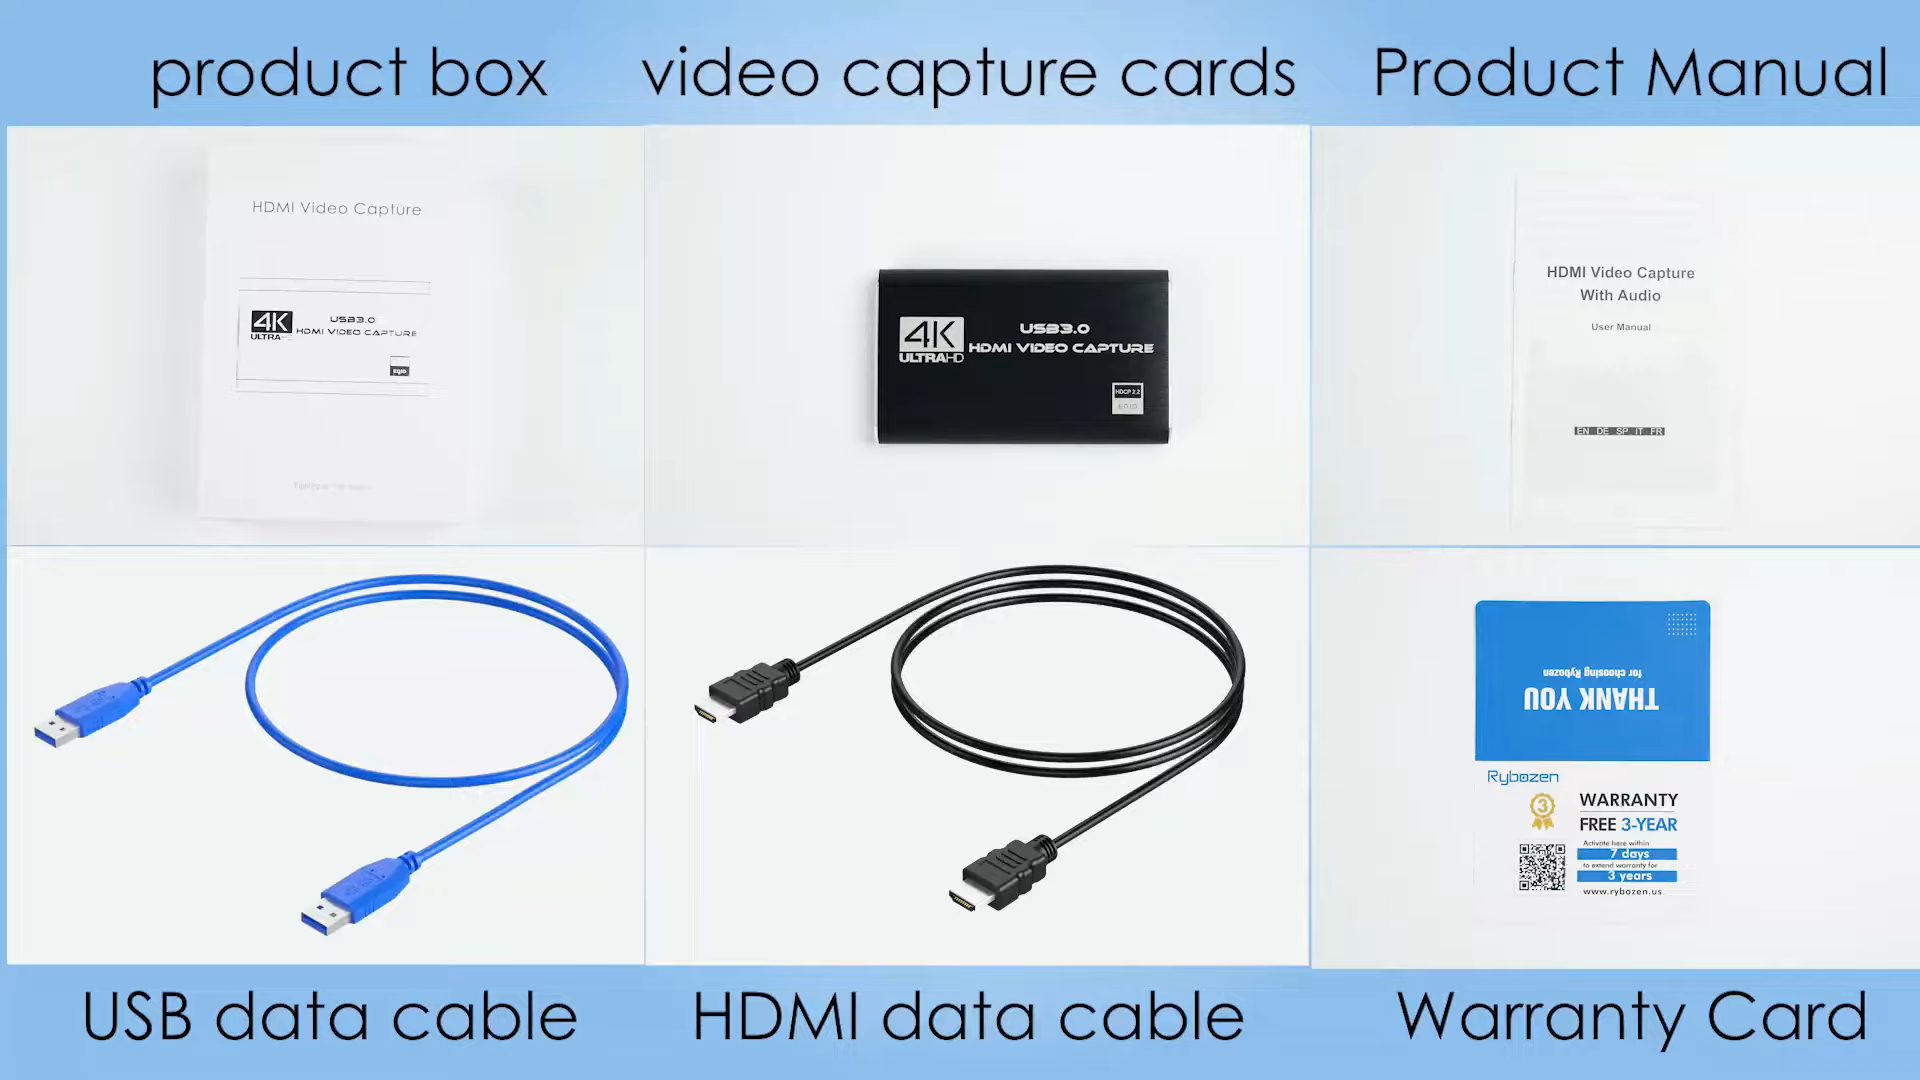 product box
video capture cards
Product Manual
HDMI Video Capture
4K
ULTRA
USB3.0
HDMI VIDEO CAPTURE
4K
ULTRAHD
USB3.0
HDMI VIDEO CAPTURE
HDCP 2.2
HDMI Video Capture
With Audio
User Manual
EN DE SP IT FR
THANK YOU
for choosing Rybozen
Rybozen
3
WARRANTY
FREE 3-YEAR
Activate here within
7 days
to extend warranty for
3 years
www.rybozen.us
USB data cable
HDMI data cable
Warranty Card